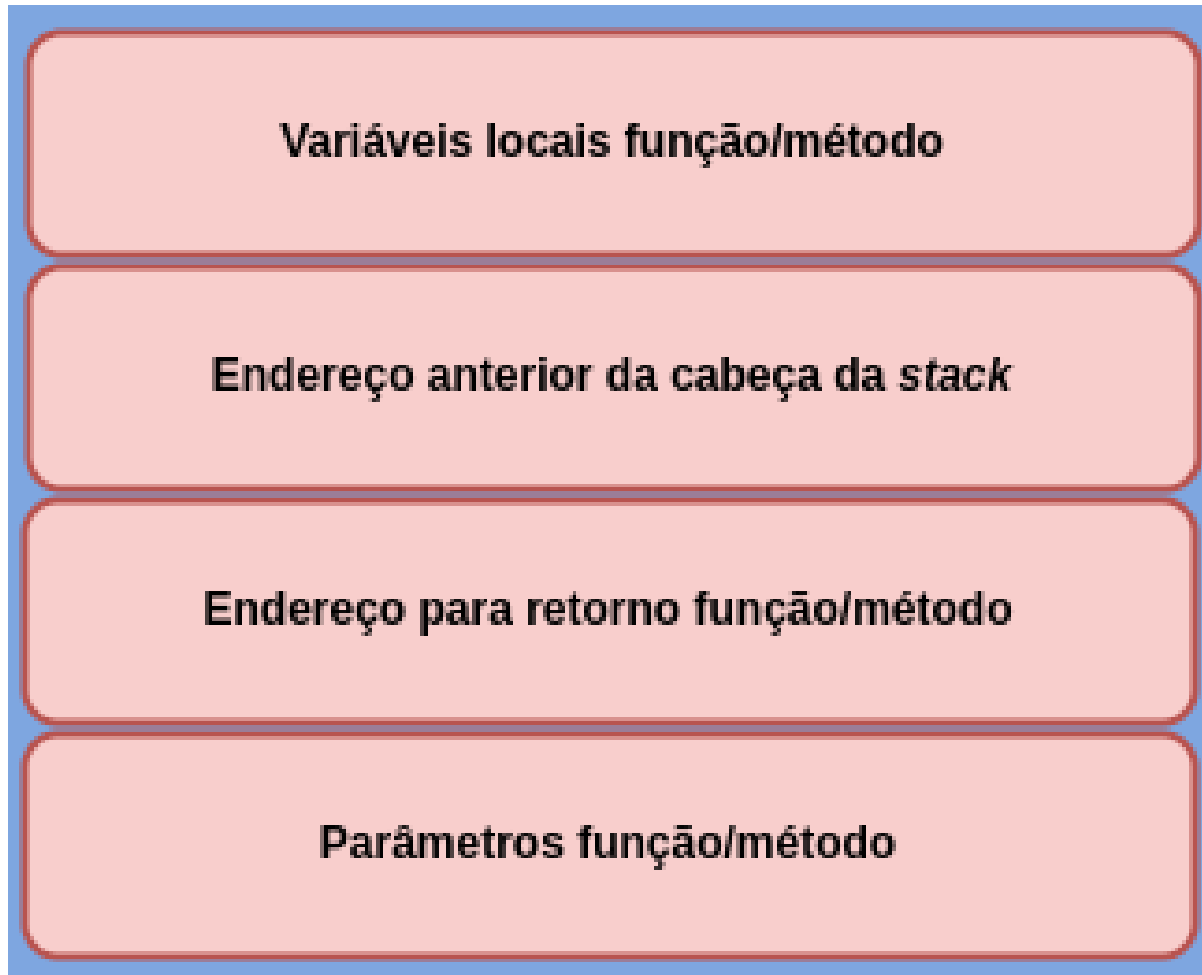 Variáveis locais função/método
Endereço anterior da cabeça da stack
Endereço para retorno função/método
Parâmetros função/método